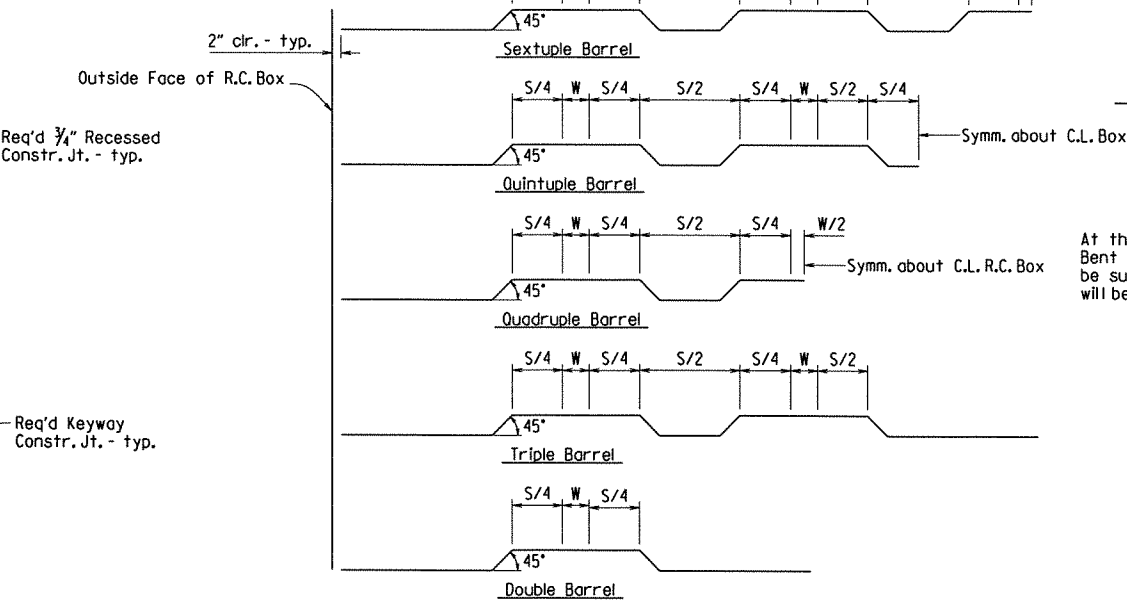 45°
2" clr. - typ.
Sextuple Barrel
Outside Face of R.C. Box
S/4 W S/4 S/2 S/4 W S/2 S/4
Req'd ¾" Recessed
Constr. Jt. - typ.
Symm. about C.L. Box
45°
Quintuple Barrel
S/4 W S/4 S/2 S/4 W/2
At th
Bent
be su
will be
Symm. about C.L. R.C. Box
45°
Quadruple Barrel
S/4 W S/4 S/2 S/4 W S/2
Req'd Keyway
Constr. Jt. - typ.
45°
Triple Barrel
S/4 W S/4
45°
Double Barrel